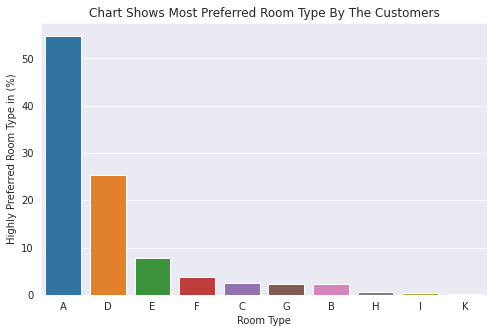 Chart Shows Most Preferred Room Type By The Customers
Highly Preferred Room Type in (%)
50
40
30
20
10
0
A D E F C G B H I K
Room Type